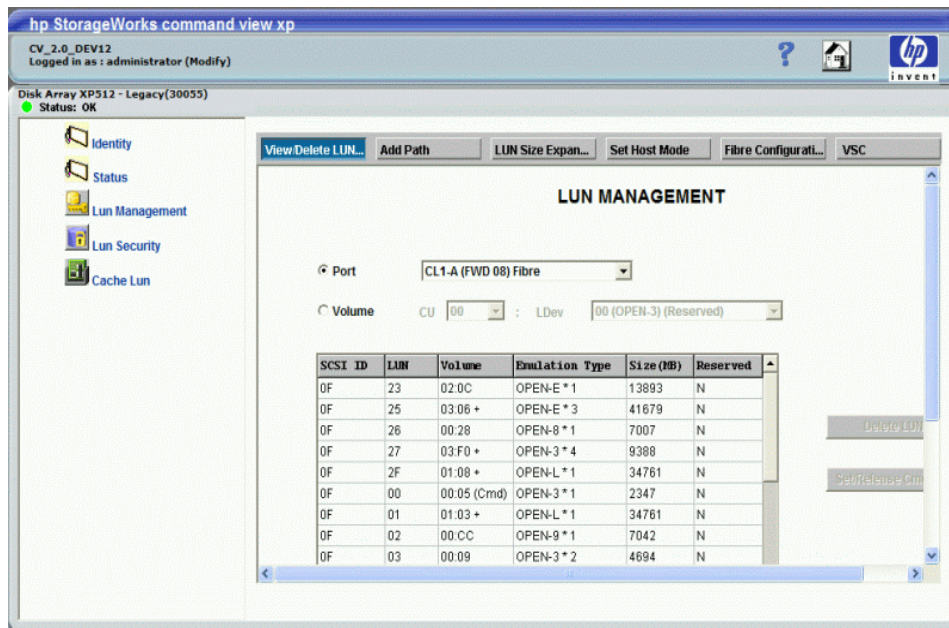 hp StorageWorks command view xp
CV_2.0_DEV12
Logged in as : administrator (Modify)
?
hp
invent
Disk Array XP512 - Legacy(30055)
Status: OK
Identity
Status
Lun Management
Lun Security
Cache Lun
View/Delete LUN... Add Path LUN Size Expan... Set Host Mode Fibre Configurati... VSC
LUN MANAGEMENT
Port CL1-A (FWD 08) Fibre
Volume CU 00 : LDev 00 (OPEN-3) (Reserved)
SCSI ID LUN Volume Emulation Type Size(MB) Reserved
0F 23 02:0C OPEN-E * 1 13893 N
0F 25 03:06 + OPEN-E * 3 41679 N
0F 26 00:28 OPEN-8 * 1 7007 N
0F 27 03:F0 + OPEN-3 * 4 9388 N
0F 2F 01:08 + OPEN-L * 1 34761 N
0F 00 00:05 (Cmd) OPEN-3 * 1 2347 N
0F 01 01:03 + OPEN-L * 1 34761 N
0F 02 00:CC OPEN-9 * 1 7042 N
0F 03 00:09 OPEN-3 * 2 4694 N
Delete LUN
Set/Release Cm